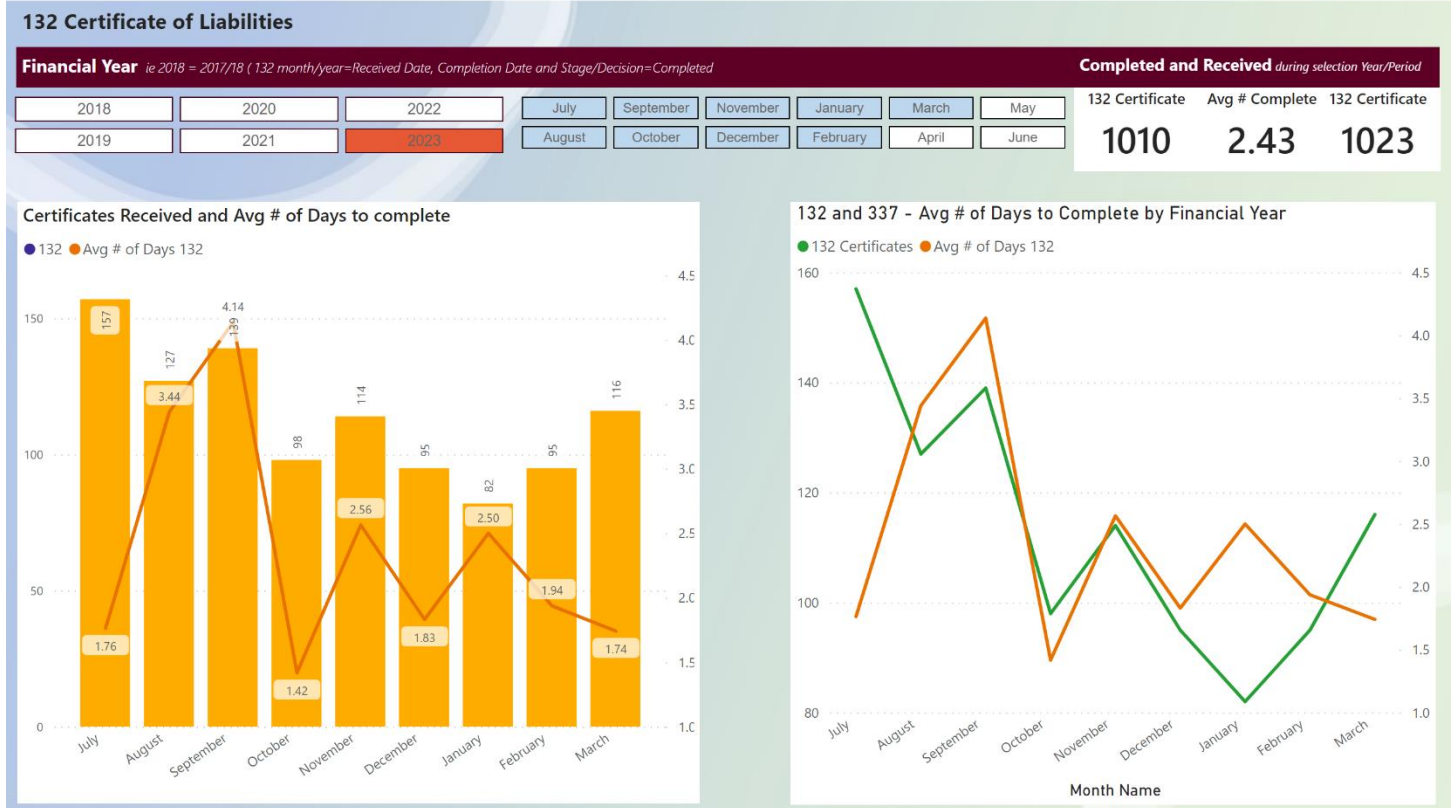 132 Certificate of Liabilities
Financial Year ie 2018 = 2017/18 ( 132 month/year=Received Date, Completion Date and Stage/Decision=Completed
Completed and Received during selection Year/Period
2018 2020 2022
2019 2021 2023
July September November January March May
August October December February April June
132 Certificate Avg # Complete 132 Certificate
1010 2.43 1023
Certificates Received and Avg # of Days to complete
132 Avg # of Days 132
4.5
150 4.0
3.5
100 3.0
2.5
50 2.0
1.5
0 1.0
157 127 139 98 114 95 82 95 116
1.76 3.44 4.14 1.42 2.56 1.83 2.50 1.94 1.74
July August September October November December January February March
132 and 337 - Avg # of Days to Complete by Financial Year
132 Certificates Avg # of Days 132
160 4.5
4.0
140 3.5
3.0
120 2.5
100 2.0
1.5
80 1.0
July August September October November December January February March
Month Name